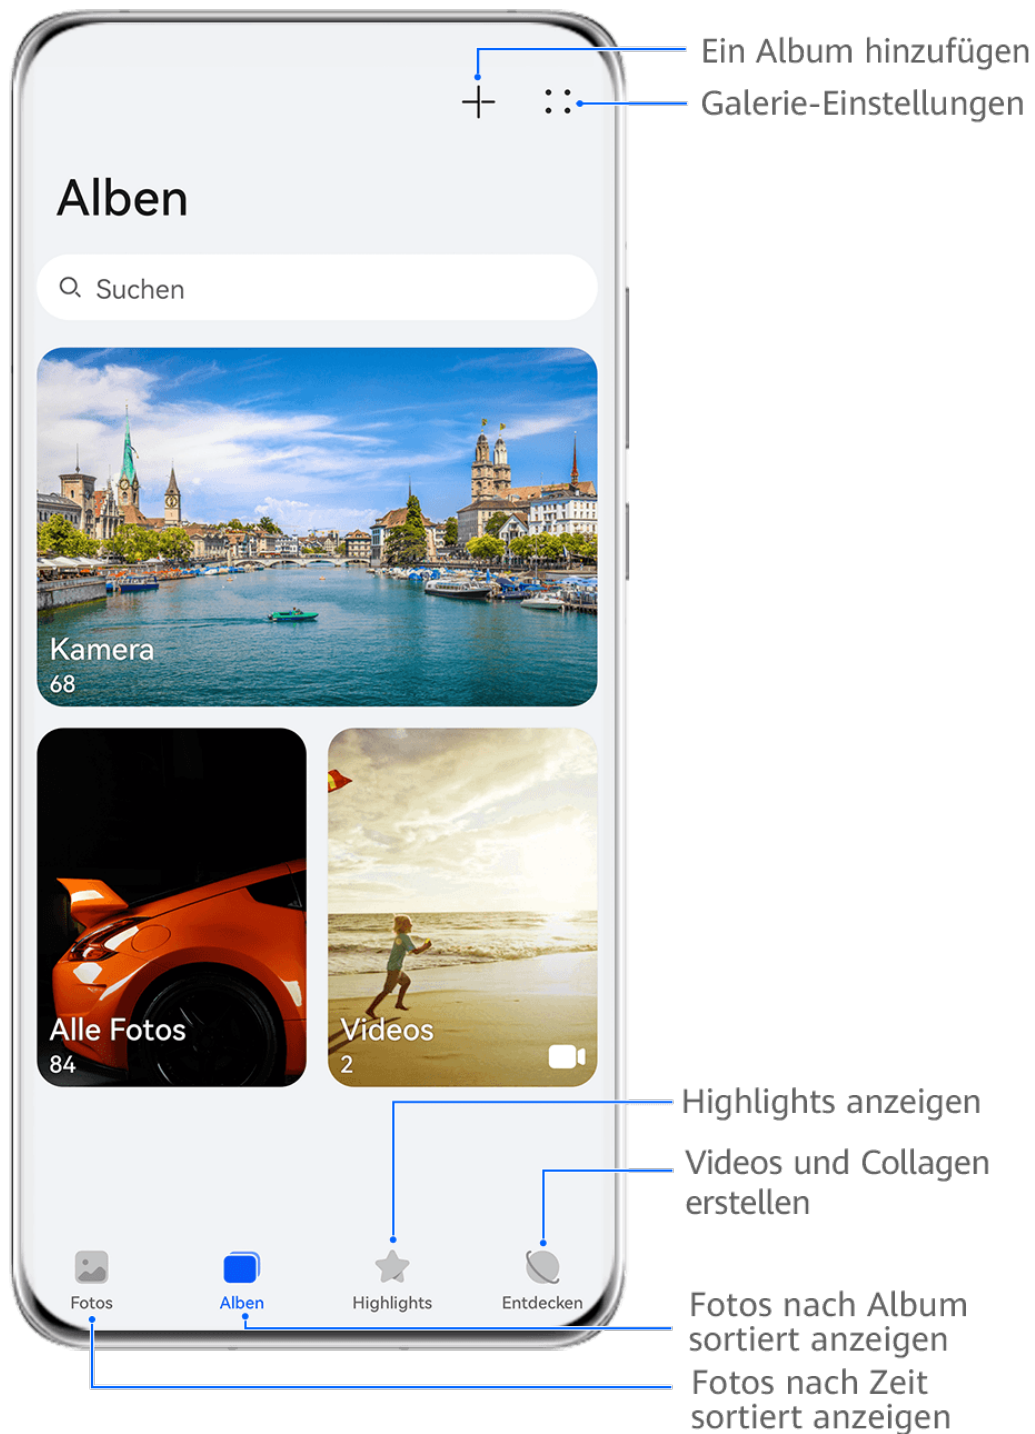 Ein Album hinzufügen
Galerie-Einstellungen
Alben
Suchen
Kamera
68
Alle Fotos
84
Videos
2
Highlights anzeigen
Videos und Collagen
erstellen
Fotos
Alben
Highlights
Entdecken
Fotos nach Album
sortiert anzeigen
Fotos nach Zeit
sortiert anzeigen